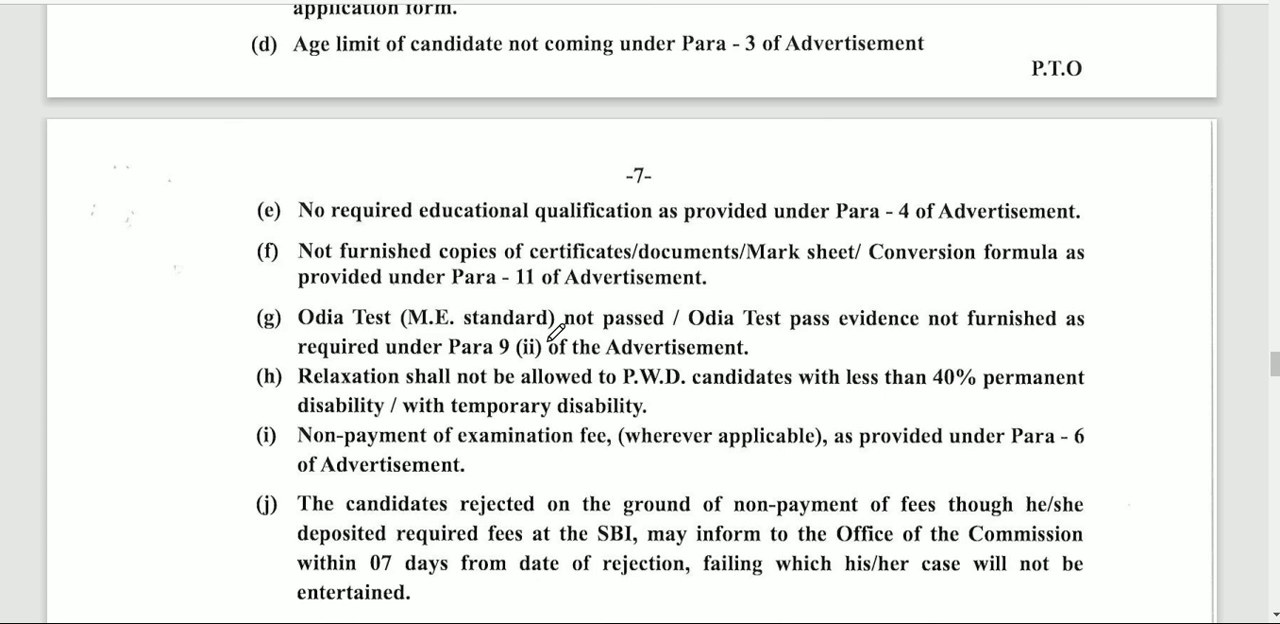 application form.
(d) Age limit of candidate not coming under Para - 3 of Advertisement
P.T.O
-7-
(e) No required educational qualification as provided under Para - 4 of Advertisement.
(f) Not furnished copies of certificates/documents/Mark sheet/ Conversion formula as
provided under Para - 11 of Advertisement.
(g) Odia Test (M.E. standard) not passed / Odia Test pass evidence not furnished as
required under Para 9 (ii) of the Advertisement.
(h) Relaxation shall not be allowed to P.W.D. candidates with less than 40% permanent
disability / with temporary disability.
(i) Non-payment of examination fee, (wherever applicable), as provided under Para - 6
of Advertisement.
(j) The candidates rejected on the ground of non-payment of fees though he/she
deposited required fees at the SBI, may inform to the Office of the Commission
within 07 days from date of rejection, failing which his/her case will not be
entertained.